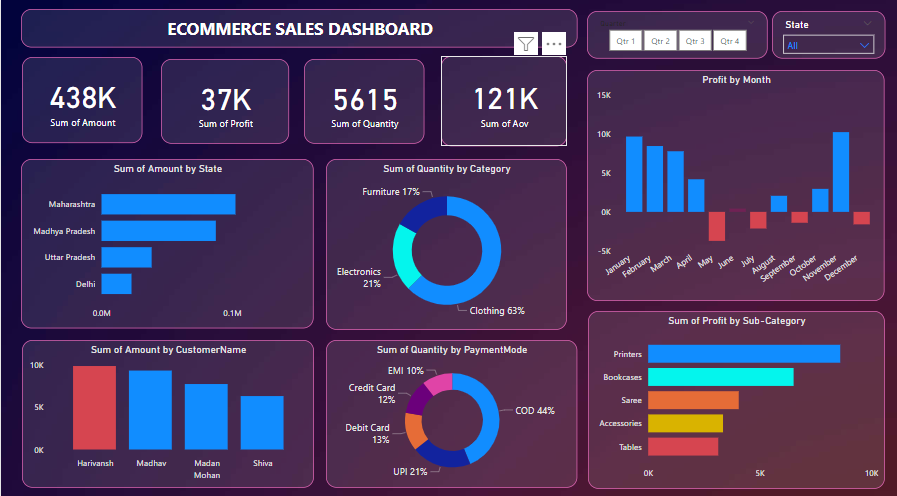 ECOMMERCE SALES DASHBOARD
Qtr 1 Qtr 2 Qtr 3 Qtr 4
State
All
438K
Sum of Amount
37K
Sum of Profit
5615
Sum of Quantity
121K
Sum of Aov
Profit by Month
15K
10K
5K
0K
-5K
January February March April May June July August September October November December
Sum of Amount by State
Maharashtra
Madhya Pradesh
Uttar Pradesh
Delhi
0.0M 0.1M
Sum of Quantity by Category
Furniture 17%
Electronics
21%
Clothing 63%
Sum of Amount by CustomerName
10K
5K
0K
Harivansh Madhav Madan Shiva
Mohan
Sum of Quantity by PaymentMode
EMI 10%
Credit Card
12%
Debit Card
13%
UPI 21%
COD 44%
Sum of Profit by Sub-Category
Printers
Bookcases
Saree
Accessories
Tables
0K 5K 10K